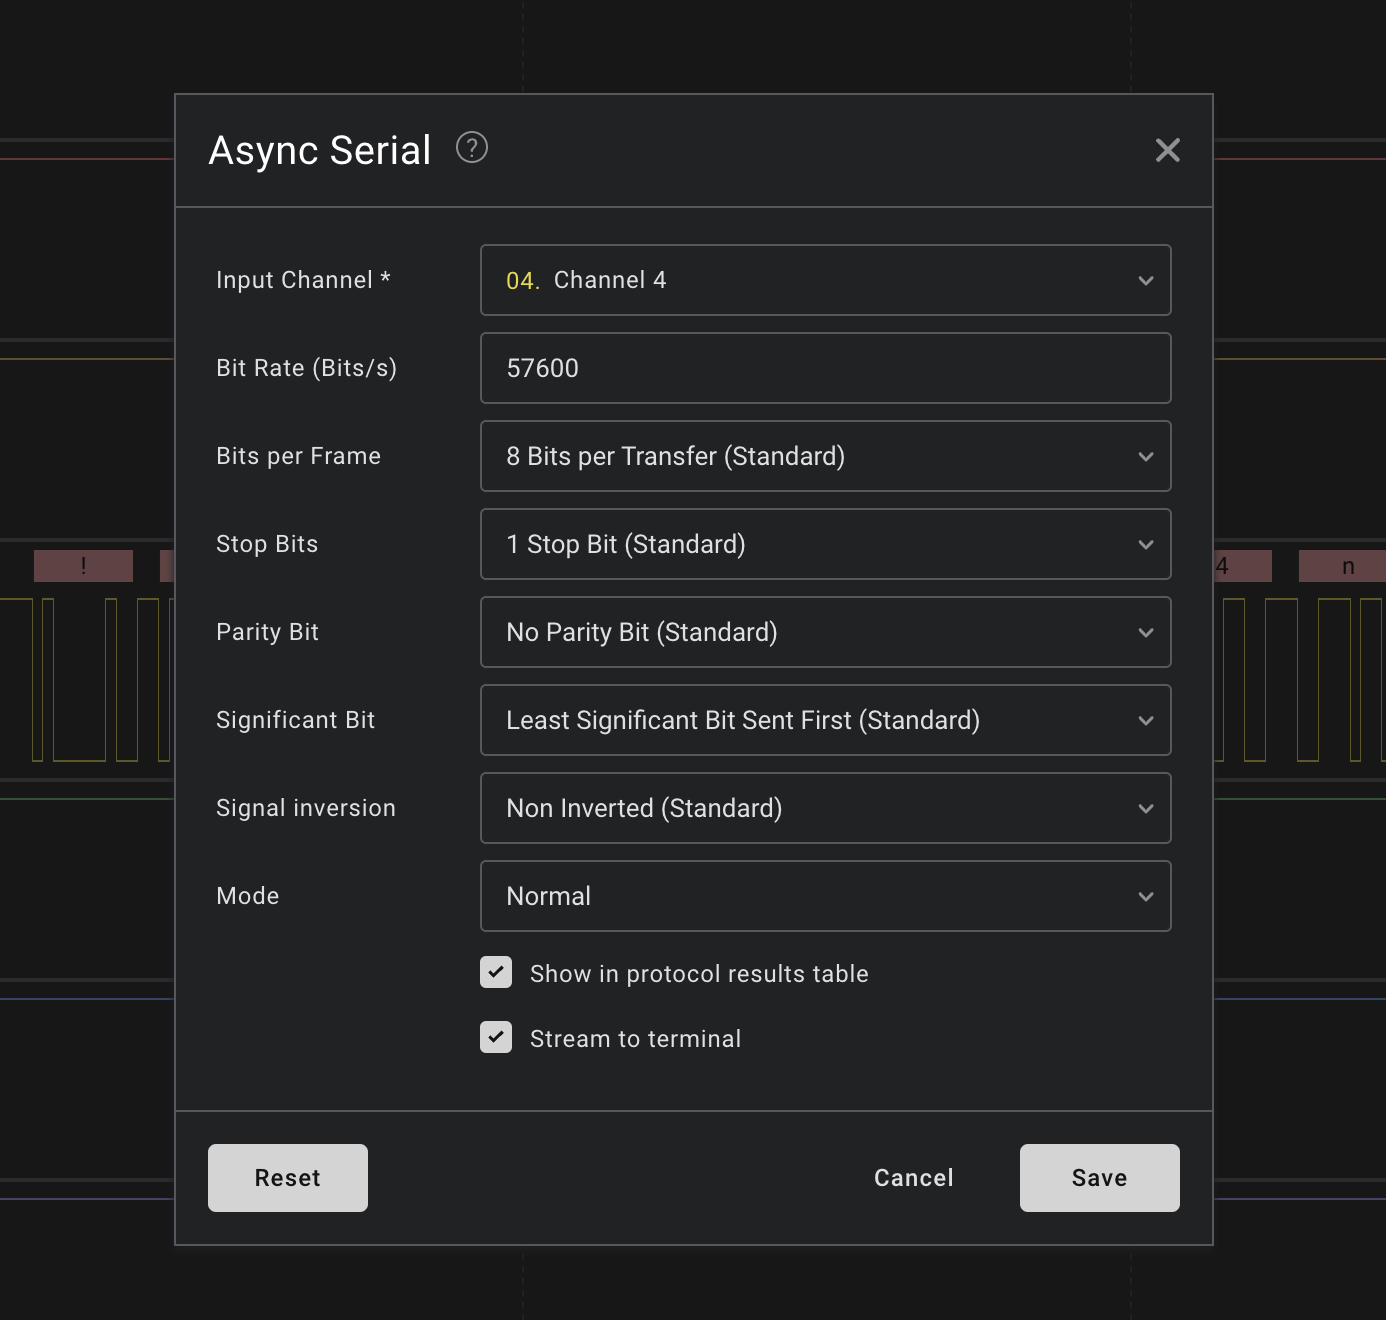 Async Serial ?
Input Channel * 04. Channel 4
Bit Rate (Bits/s) 57600
Bits per Frame 8 Bits per Transfer (Standard)
Stop Bits 1 Stop Bit (Standard)
! 4 n
Parity Bit No Parity Bit (Standard)
Significant Bit Least Significant Bit Sent First (Standard)
Signal inversion Non Inverted (Standard)
Mode Normal
Show in protocol results table
Stream to terminal
Reset Cancel Save